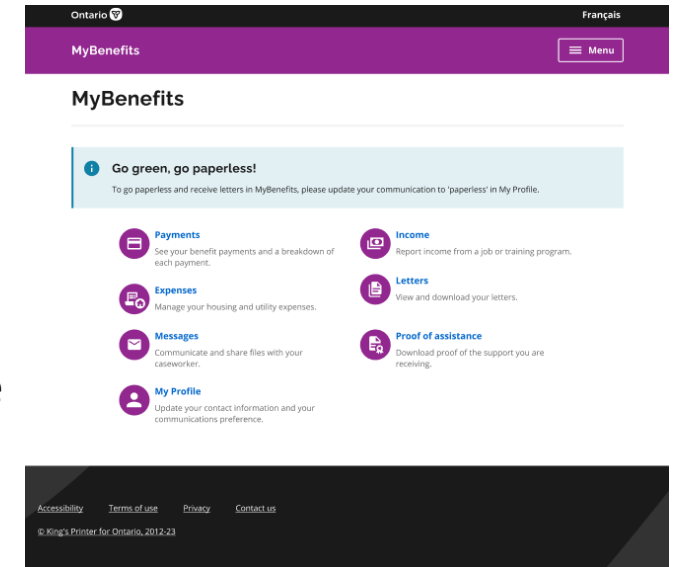 Ontario
Français
MyBenefits
Menu
MyBenefits
Go green, go paperless!
To go paperless and receive letters in MyBenefits, please update your communication to 'paperless' in My Profile.
Payments
See your benefit payments and a breakdown of
each payment.
Income
Report income from a job or training program.
Expenses
Manage your housing and utility expenses.
Letters
View and download your letters.
Messages
Communicate and share files with your
caseworker.
Proof of assistance
Download proof of the support you are
receiving.
My Profile
Update your contact information and your
communications preference.
Accessibility Terms of use Privacy Contact us
© King's Printer for Ontario, 2012-23